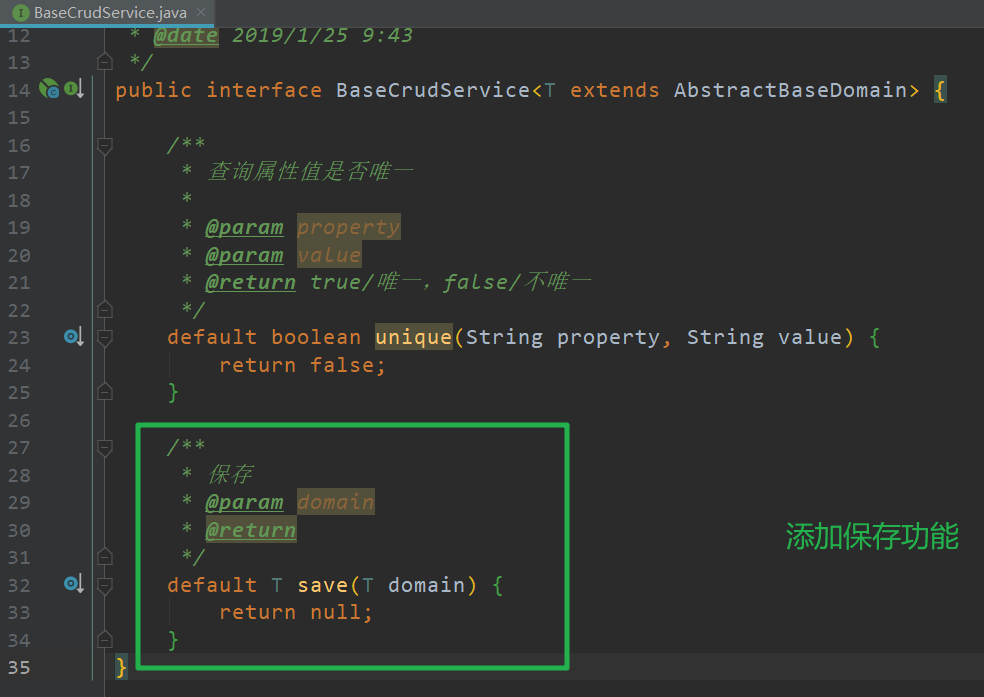 BaseCrudService.java
12 * @date 2019/1/25 9:43
13 */
14 public interface BaseCrudService<T extends AbstractBaseDomain> {
15
16 /**
17 * 查询属性值是否唯一
18 *
19 * @param property
20 * @param value
21 * @return true/唯一，false/不唯一
22 */
23 default boolean unique(String property, String value) {
24 return false;
25 }
26
27 /**
28 * 保存
29 * @param domain
30 * @return
添加保存功能
31 */
32 default T save(T domain) {
33 return null;
34 }
35 }